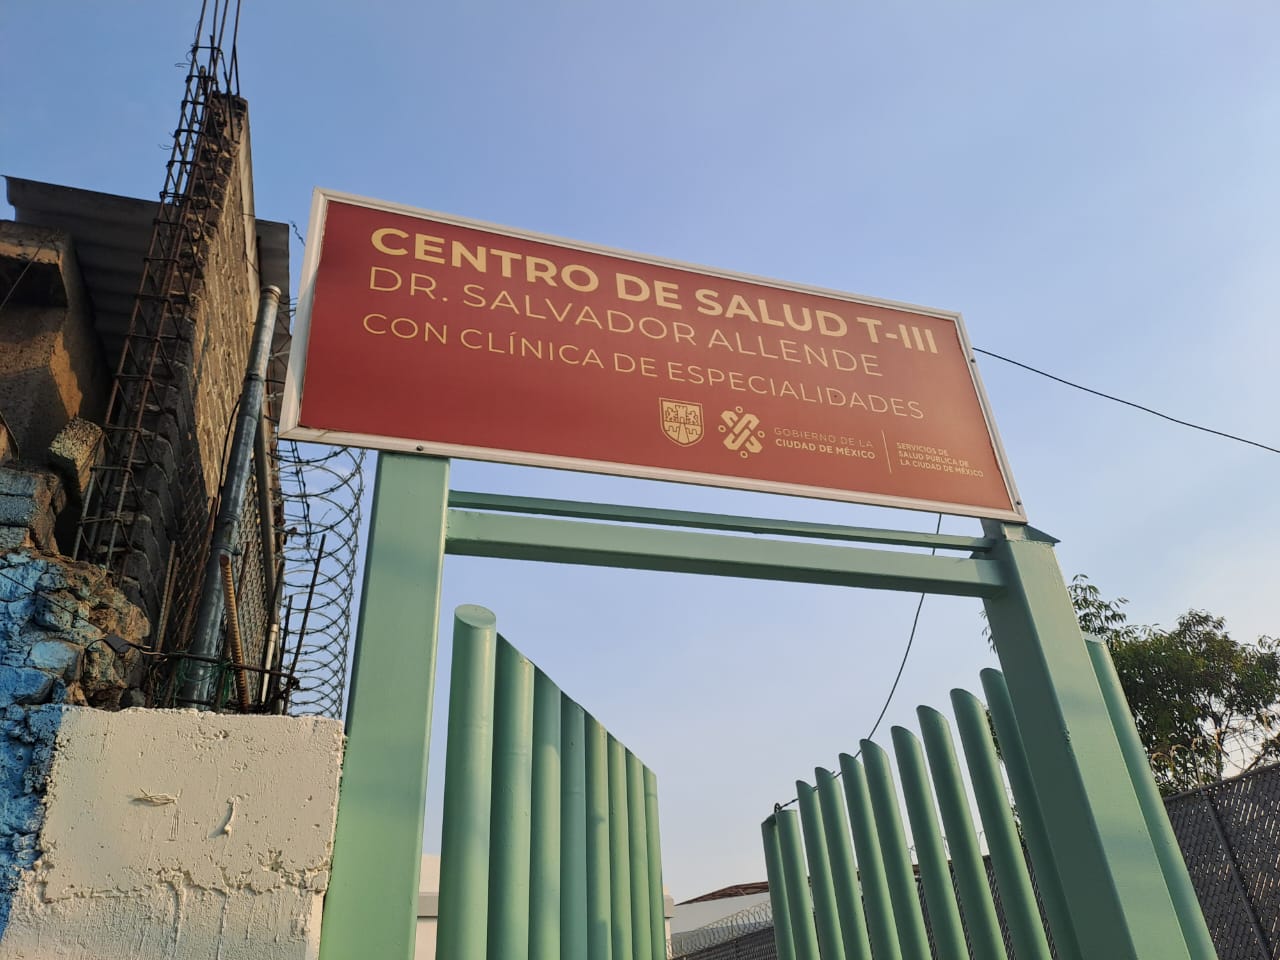 CENTRO DE SALUD T-III
DR. SALVADOR ALLENDE
CON CLÍNICA DE ESPECIALIDADES
GOBIERNO DE LA
CIUDAD DE MÉXICO
SERVICIOS DE
SALUD PÚBLICA DE
LA CIUDAD DE MÉXICO